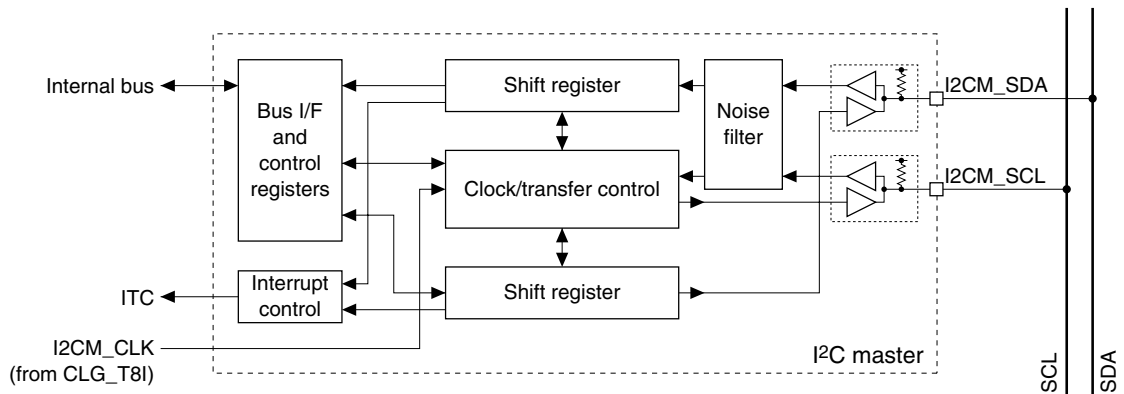 Internal bus
Bus I/F
and
control
registers
Shift register
Noise
filter
I2CM_SDA
Clock/transfer control
I2CM_SCL
Interrupt
control
Shift register
ITC
I2CM_CLK
(from CLG_T8I)
I²C master
SCL
SDA